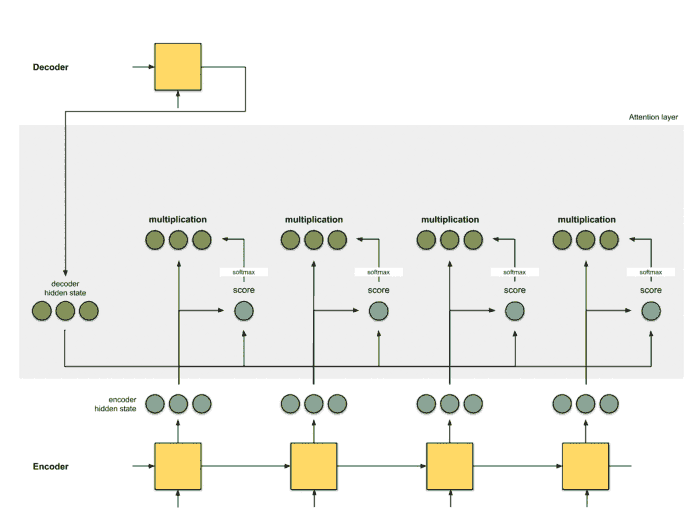 Decoder
Attention layer
multiplication
multiplication
multiplication
multiplication
softmax
softmax
softmax
softmax
decoder
hidden state
score
score
score
score
encoder
hidden state
Encoder